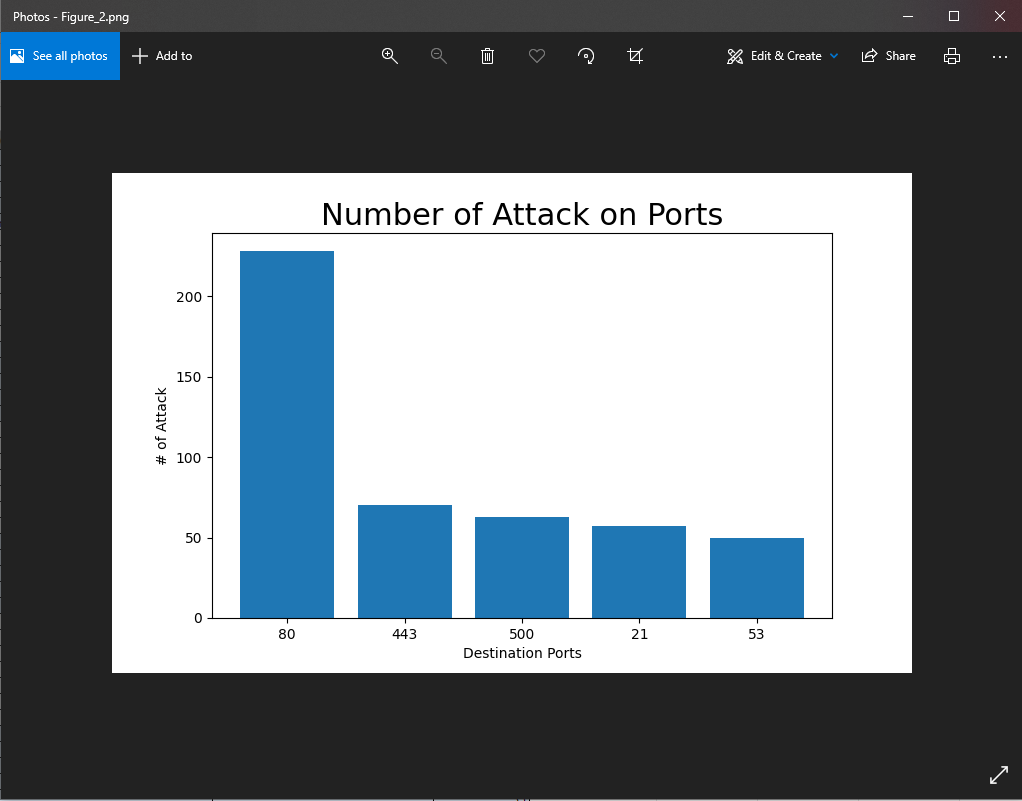 Photos - Figure_2.png
See all photos
Add to
Edit & Create
Share
Number of Attack on Ports
# of Attack
200
150
100
50
0
80 443 500 21 53
Destination Ports